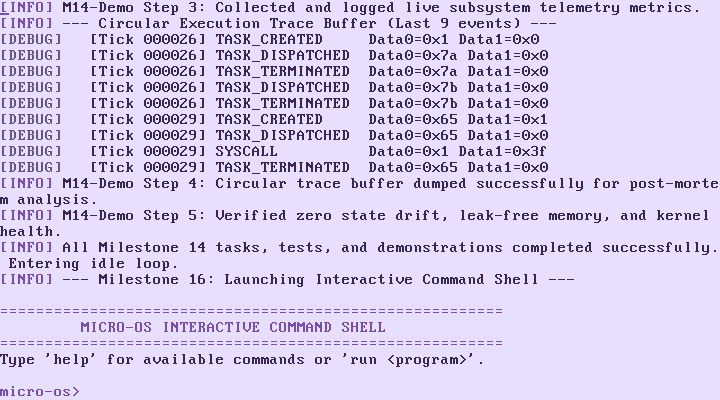 [INFO] M14-Demo Step 3: Collected and logged live subsystem telemetry metrics.
[INFO] --- Circular Execution Trace Buffer (Last 9 events) ---
[DEBUG]   [Tick 000026] TASK_CREATED     Data0=0x1 Data1=0x0
[DEBUG]   [Tick 000026] TASK_DISPATCHED  Data0=0x7a Data1=0x0
[DEBUG]   [Tick 000026] TASK_TERMINATED  Data0=0x7a Data1=0x0
[DEBUG]   [Tick 000026] TASK_DISPATCHED  Data0=0x7b Data1=0x0
[DEBUG]   [Tick 000026] TASK_TERMINATED  Data0=0x7b Data1=0x0
[DEBUG]   [Tick 000029] TASK_CREATED     Data0=0x65 Data1=0x1
[DEBUG]   [Tick 000029] TASK_DISPATCHED  Data0=0x65 Data1=0x0
[DEBUG]   [Tick 000029] SYSCALL          Data0=0x1 Data1=0x3f
[DEBUG]   [Tick 000029] TASK_TERMINATED  Data0=0x65 Data1=0x0
[INFO] M14-Demo Step 4: Circular trace buffer dumped successfully for post-morte
m analysis.
[INFO] M14-Demo Step 5: Verified zero state drift, leak-free memory, and kernel
health.
[INFO] All Milestone 14 tasks, tests, and demonstrations completed successfully.
 Entering idle loop.
[INFO] --- Milestone 16: Launching Interactive Command Shell ---

========================================================
         MICRO-OS INTERACTIVE COMMAND SHELL
========================================================
Type 'help' for available commands or 'run <program>'.

micro-os>